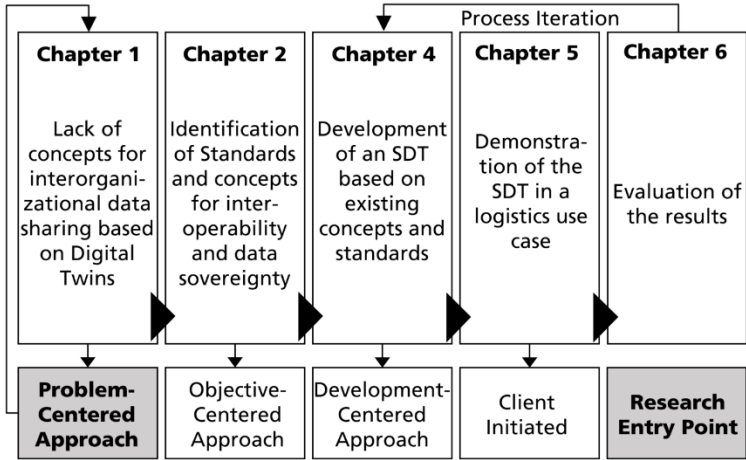 Process Iteration
Chapter 1
Lack of
concepts for
interorgani-
zational data
sharing based
on Digital
Twins
Chapter 2
Identification
of Standards
and concepts
for inter-
operability
and data
sovereignty
Chapter 4
Development
of an SDT
based on
existing
concepts and
standards
Chapter 5
Demonstra-
tion of the
SDT in a
logistics use
case
Chapter 6
Evaluation of
the results
Problem-
Centered
Approach
Objective-
Centered
Approach
Development-
Centered
Approach
Client
Initiated
Research
Entry Point